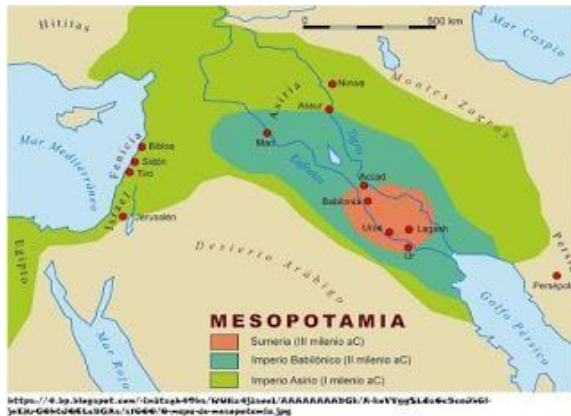 Hititas
500 km
0
Mar Caspio
Nínive
Asiria
Montes Zagros
Assur
Mari
Tigris
Éufrates
Mar Mediterráneo
Fenicia
Biblos
Sidón
Tiro
Israel
Jerusalén
Accad
Babilonia
Uruk
Lagash
Ur
Desierto Arábigo
Egipto
Persia
Persépolis
Golfo Pérsico
Mar Rojo
MESOPOTAMIA
Sumeria (III milenio aC)
Imperio Babilónico (II milenio aC)
Imperio Asirio (I milenio aC)